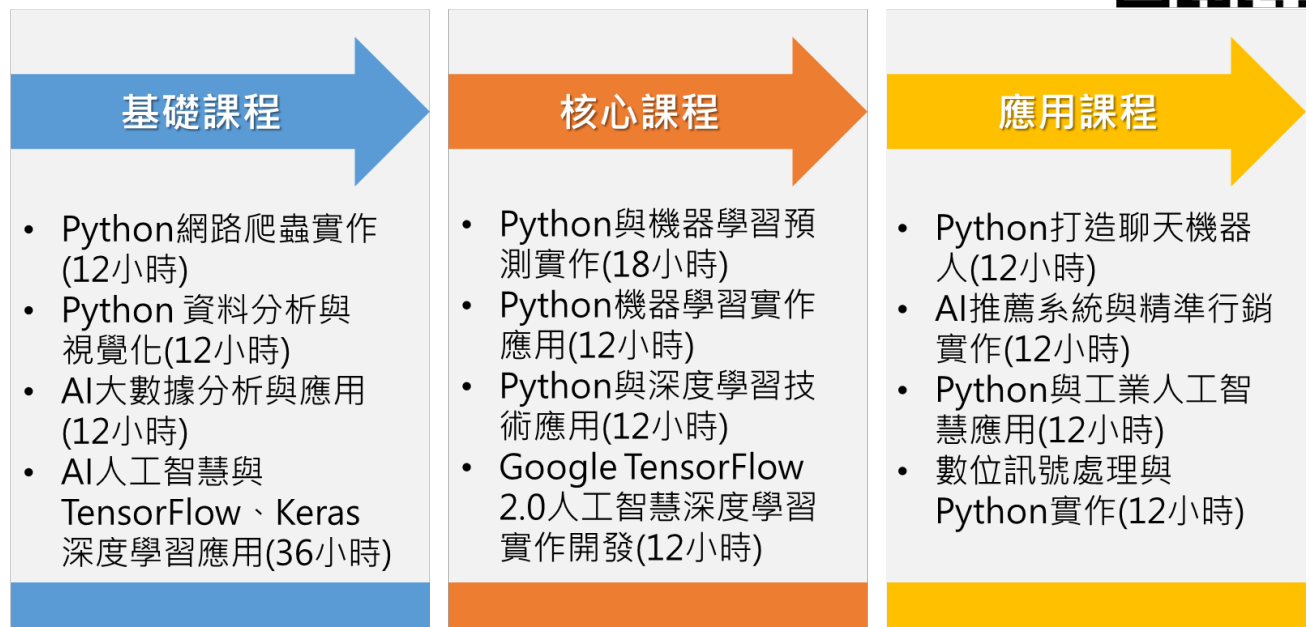 基礎課程
• Python網路爬蟲實作
(12小時)
• Python 資料分析與
視覺化(12小時)
• AI大數據分析與應用
(12小時)
• AI人工智慧與
TensorFlow、Keras
深度學習應用(36小時)
核心課程
• Python與機器學習預
測實作(18小時)
• Python機器學習實作
應用(12小時)
• Python與深度學習技
術應用(12小時)
• Google TensorFlow
2.0人工智慧深度學習
實作開發(12小時)
應用課程
• Python打造聊天機器
人(12小時)
• AI推薦系統與精準行銷
實作(12小時)
• Python與工業人工智
慧應用(12小時)
• 數位訊號處理與
Python實作(12小時)